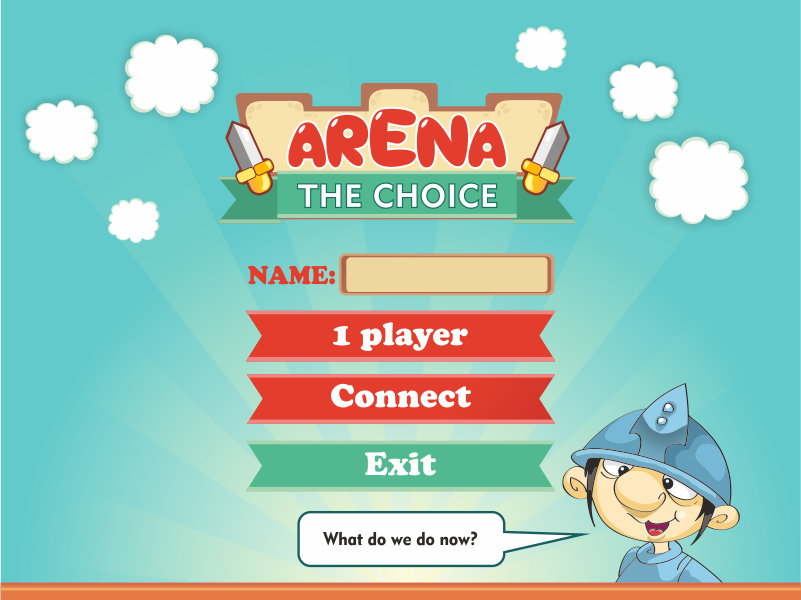 ARENA
THE CHOICE
NAME:
1 player
Connect
Exit
What do we do now?